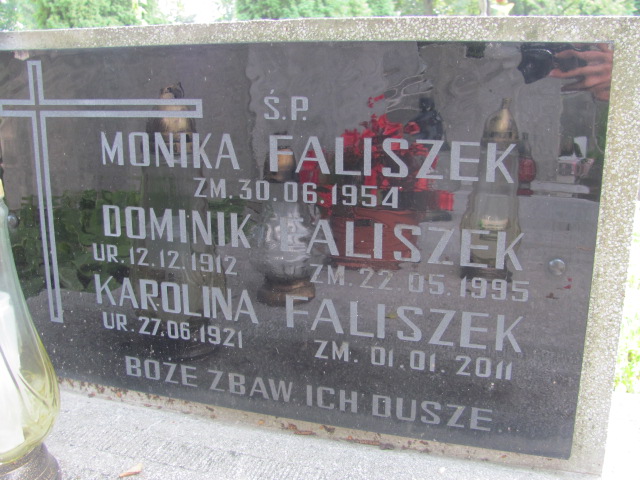 Ś.P.
MONIKA FALISZEK
ZM. 30.06.1954
DOMINIK FALISZEK
UR. 12.12.1912 ZM. 22.05.1995
KAROLINA FALISZEK
UR. 27.06.1921 ZM. 01.01.2011
BOŻE ZBAW ICH DUSZE...